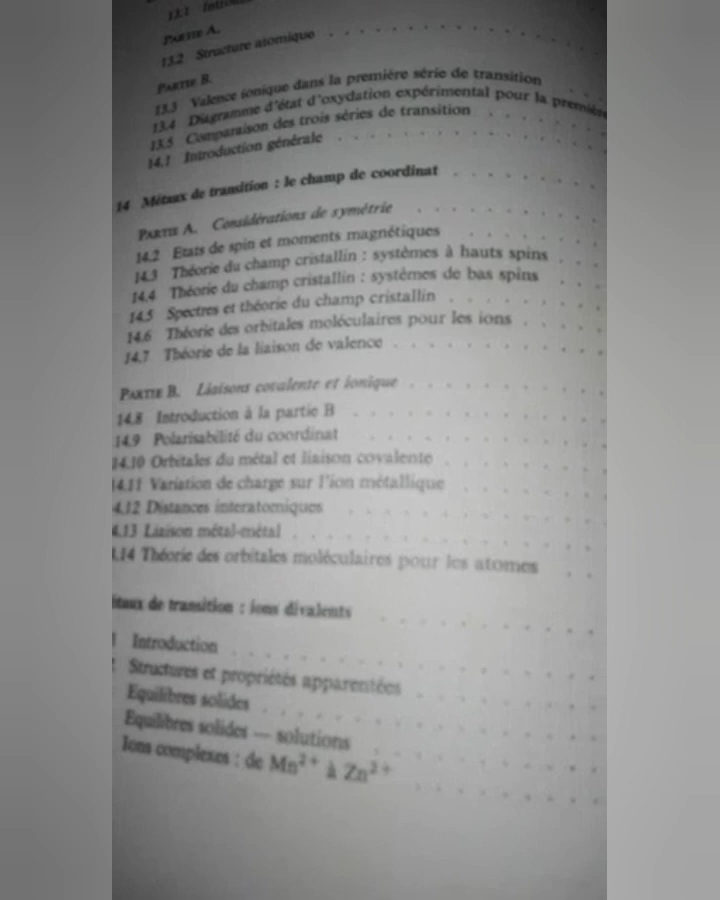 13.1
PARTIE A.
13.2 Structure atomique
PARTIE B.
13.3 Valence ionique dans la première série de transition
13.4 Diagramme d'état d'oxydation expérimental pour la première
13.5 Comparaison des trois séries de transition
14.1 Introduction générale
14 Métaux de transition : le champ de coordinat
PARTIE A. Considérations de symétrie
14.2 Etats de spin et moments magnétiques
14.3 Théorie du champ cristallin : systèmes à hauts spins
14.4 Théorie du champ cristallin : systèmes de bas spins
14.5 Spectres et théorie du champ cristallin
14.6 Théorie des orbitales moléculaires pour les ions
14.7 Théorie de la liaison de valence
PARTIE B. Liaisons covalente et ionique
14.8 Introduction à la partie B
14.9 Polarisabilité du coordinat
14.10 Orbitales du métal et liaison covalente
4.11 Variation de charge sur l'ion métallique
4.12 Distances interatomiques
4.13 Liaison métal-métal
.14 Théorie des orbitales moléculaires pour les atomes
de transition : ions divalents
Introduction
Structures et propriétés apparentées
Equilibres solides
Equilibres solides — solutions
Ions complexes : de Mn²⁺ à Zn²⁺